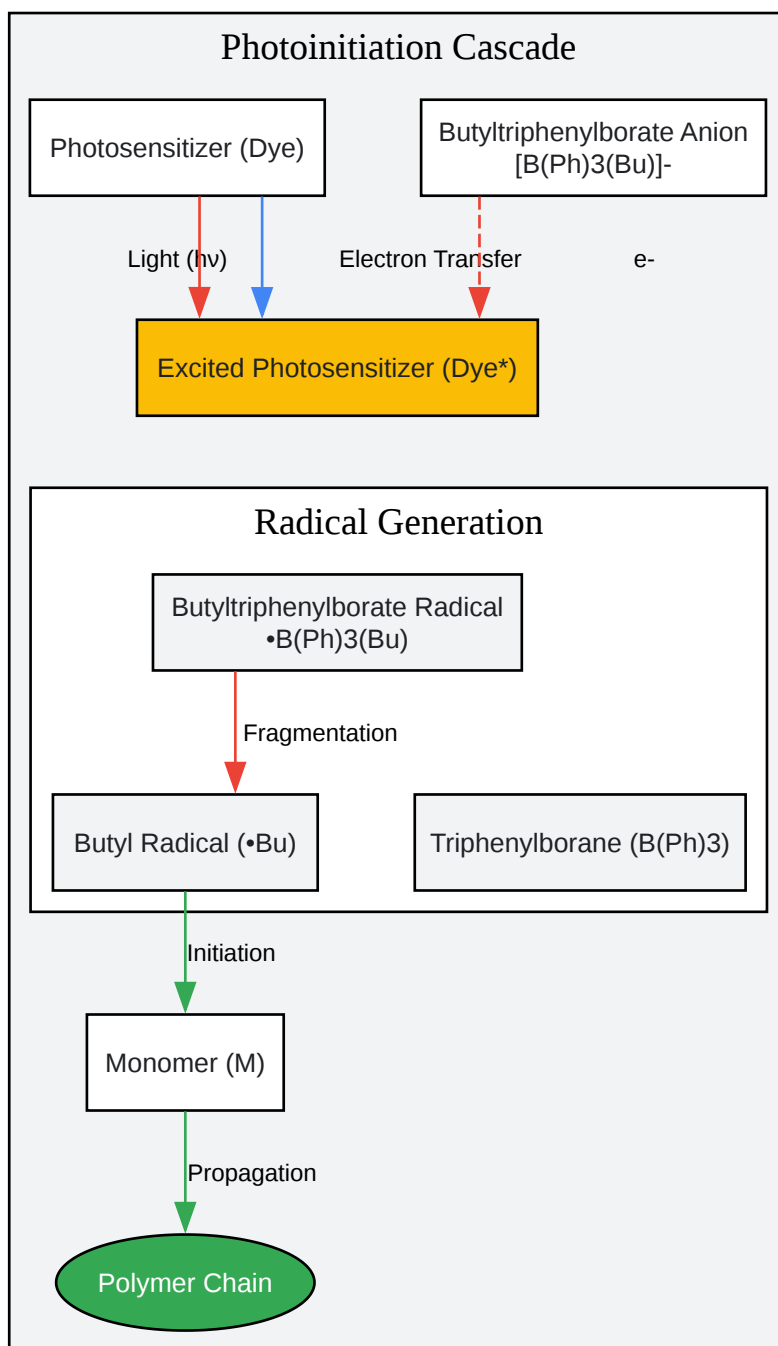 Photoinitiation Cascade
Photosensitizer (Dye)
Butyltriphenylborate Anion
[B(Ph)3(Bu)]-
Light (hν)
Electron Transfer
e-
Excited Photosensitizer (Dye*)
Radical Generation
Butyltriphenylborate Radical
•B(Ph)3(Bu)
Fragmentation
Butyl Radical (•Bu)
Triphenylborane (B(Ph)3)
Initiation
Monomer (M)
Propagation
Polymer Chain